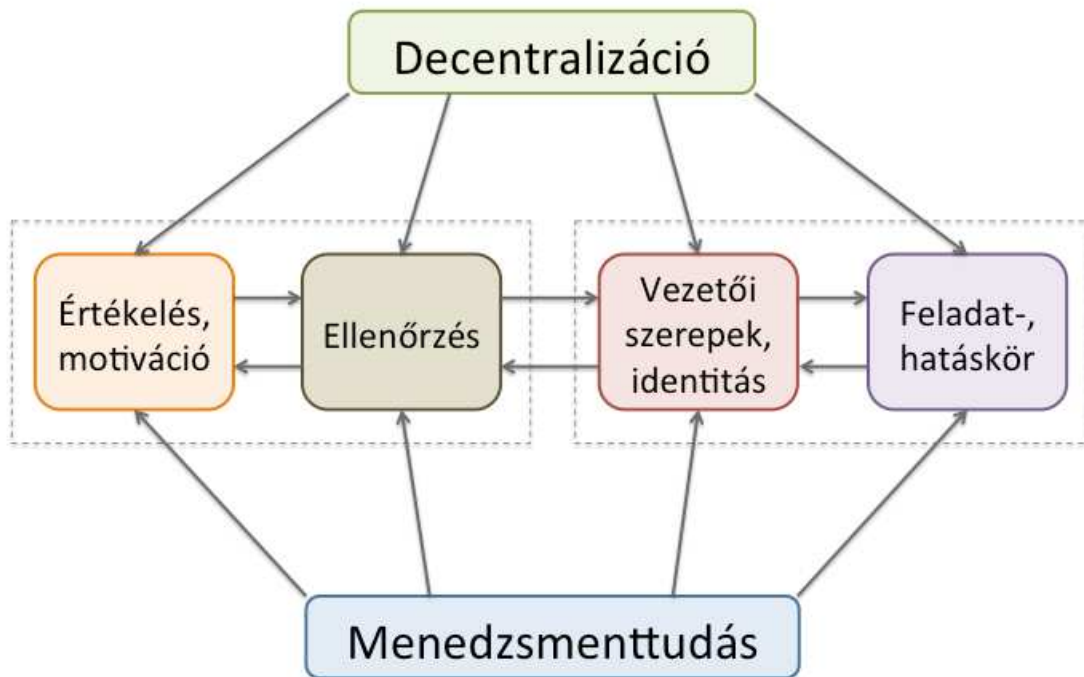 Decentralizáció
Értékelés,
motiváció
Ellenőrzés
Vezetői
szerepek,
identitás
Feladat-,
hatáskör
Menedzsmenttudás